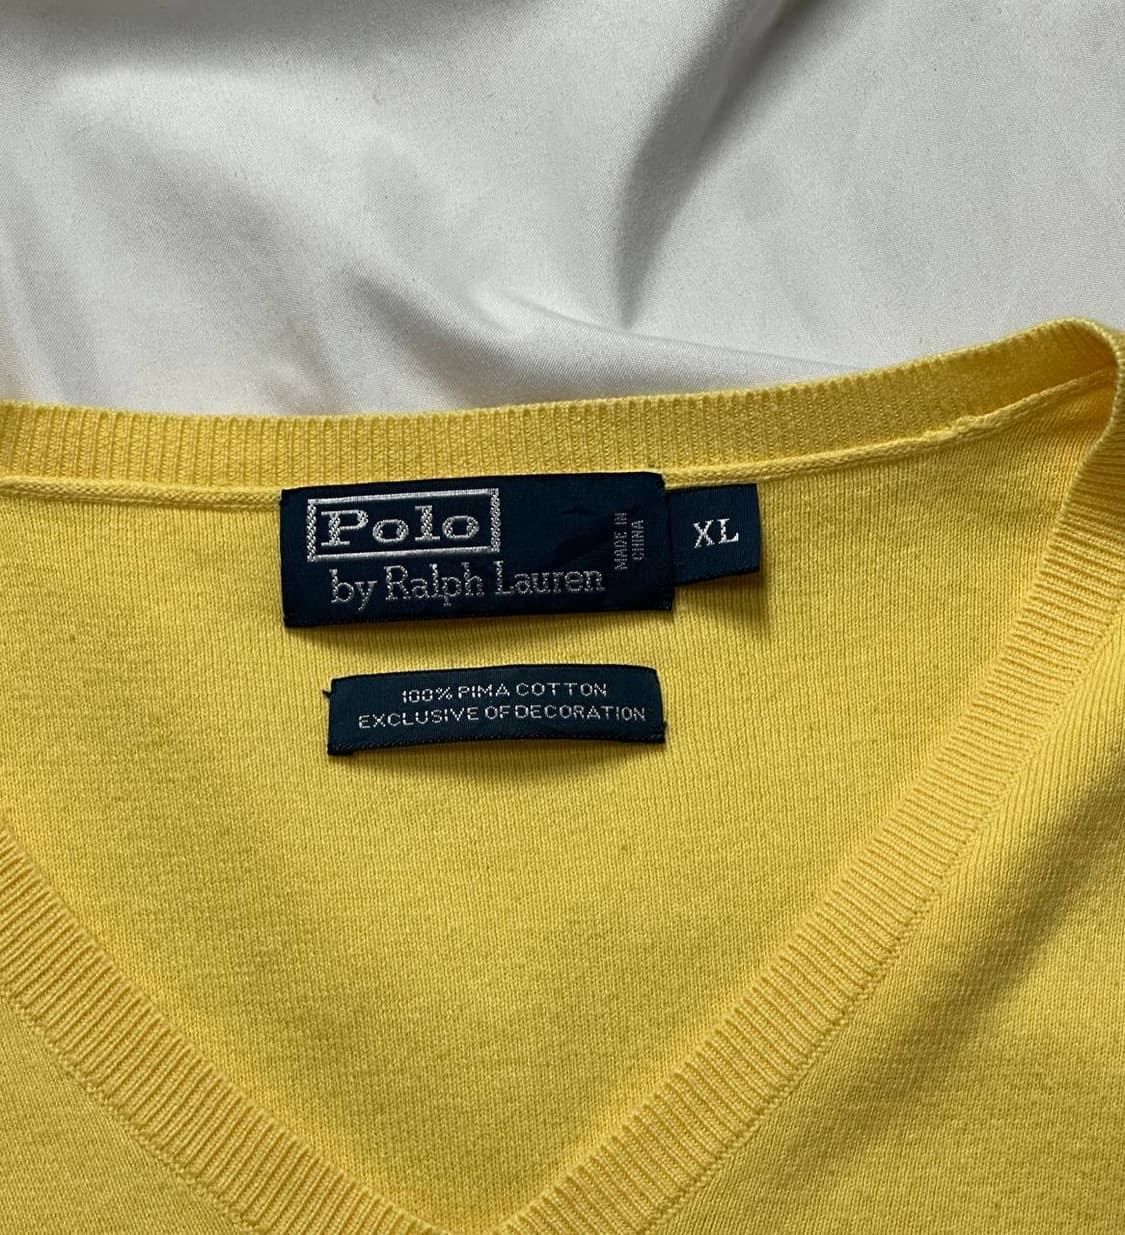 Polo
by Ralph Lauren
MADE IN
CHINA
XL
100% PIMA COTTON
EXCLUSIVE OF DECORATION